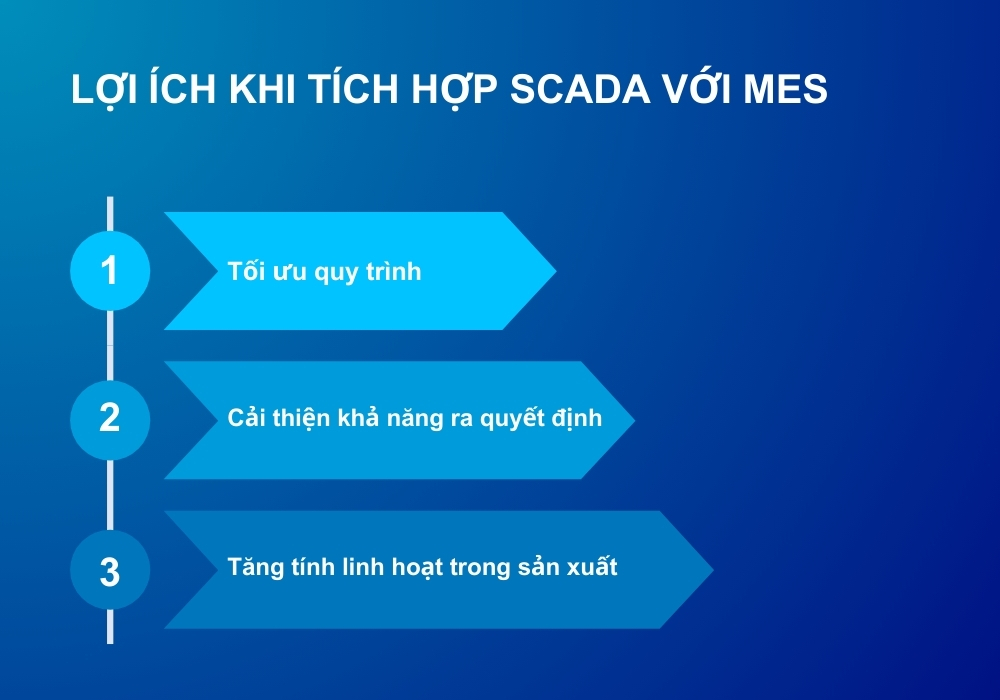 LỢI ÍCH KHI TÍCH HỢP SCADA VỚI MES
1
Tối ưu quy trình
2
Cải thiện khả năng ra quyết định
3
Tăng tính linh hoạt trong sản xuất